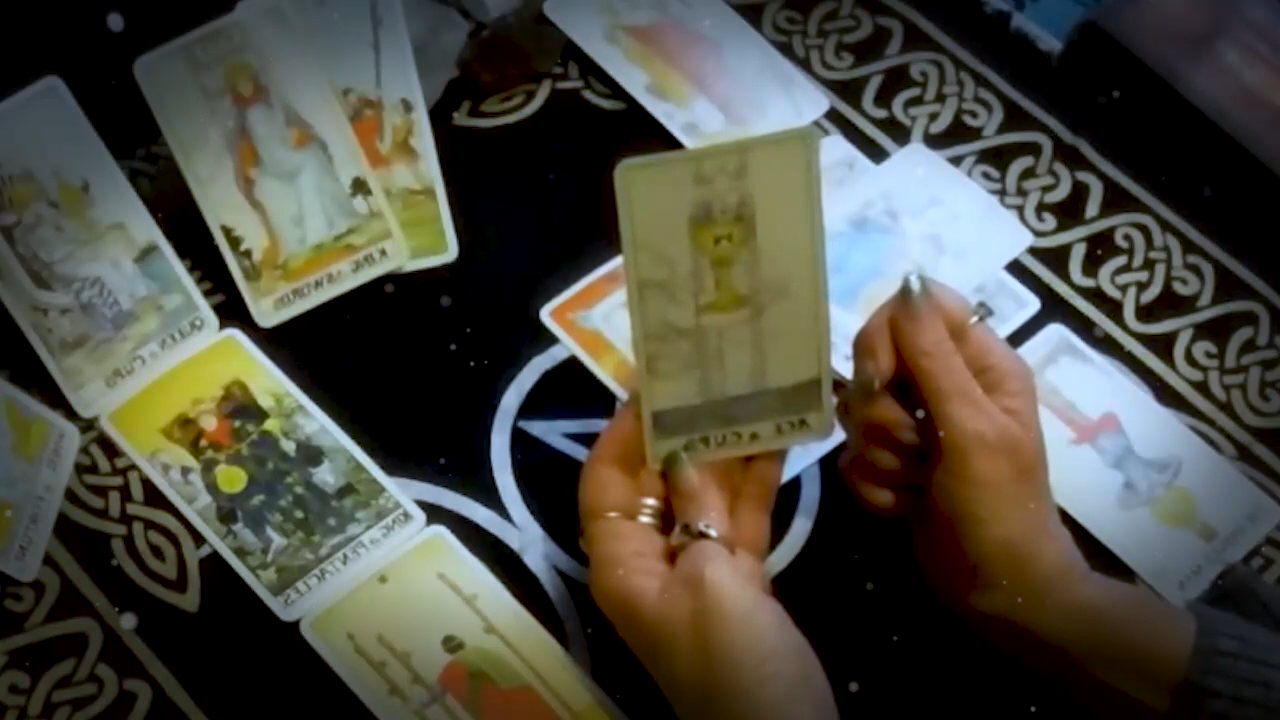 KING of SWORDS
QUEEN of CUPS
ACE of CUPS
KING of PENTACLES